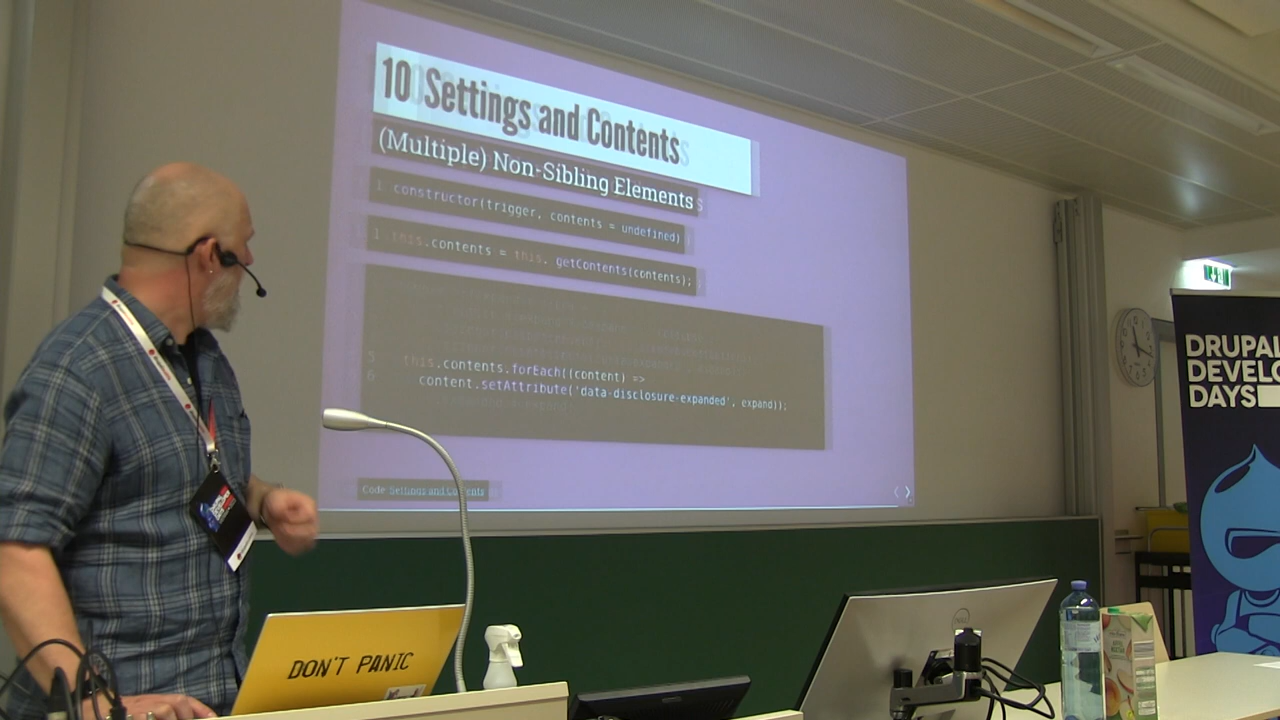 10 Settings and Contents
(Multiple) Non-Sibling Elements
1 constructor(trigger, contents = undefined)
1 this.contents = this. getContents(contents);
5 this.contents.forEach((content) =>
6 content.setAttribute('data-disclosure-expanded', expand));
Code: Settings and Contents
DON'T PANIC
DRUPAL
DEVELO
DAYS